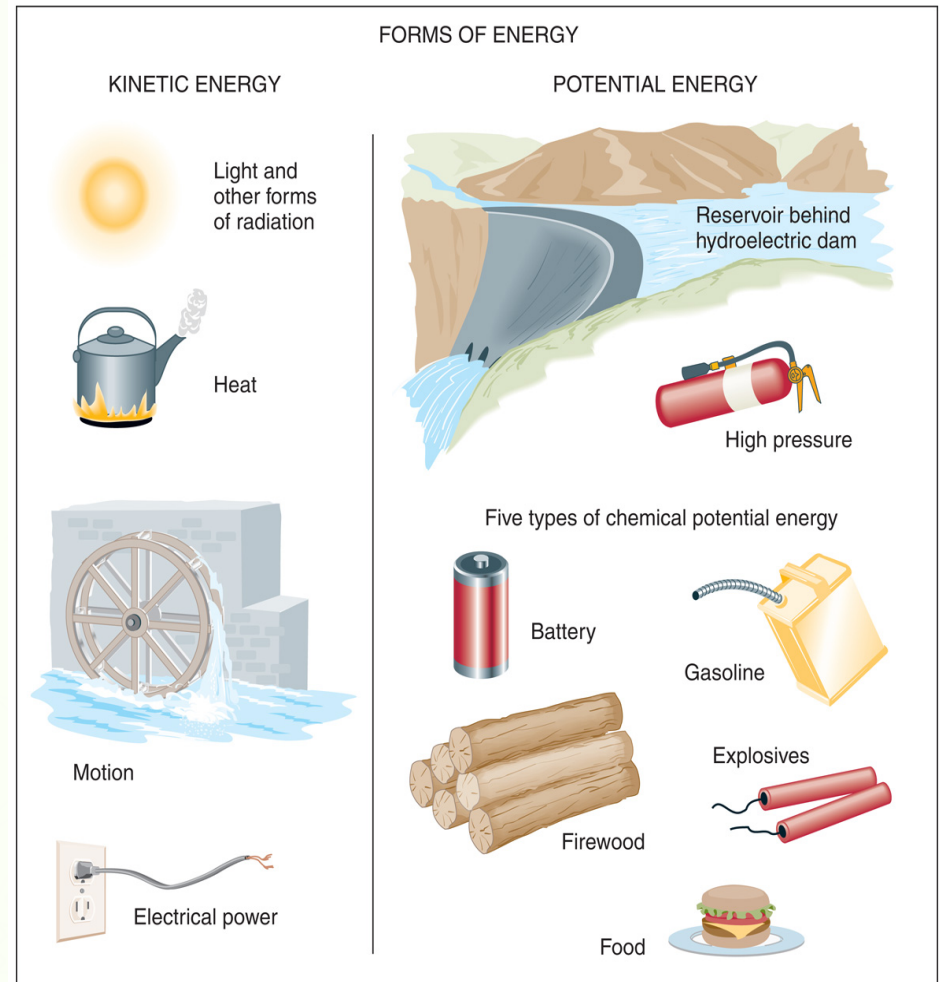 FORMS OF ENERGY
KINETIC ENERGY
Light and
other forms
of radiation
Heat
Motion
Electrical power
POTENTIAL ENERGY
Reservoir behind
hydroelectric dam
High pressure
Five types of chemical potential energy
Battery
Gasoline
Firewood
Explosives
Food